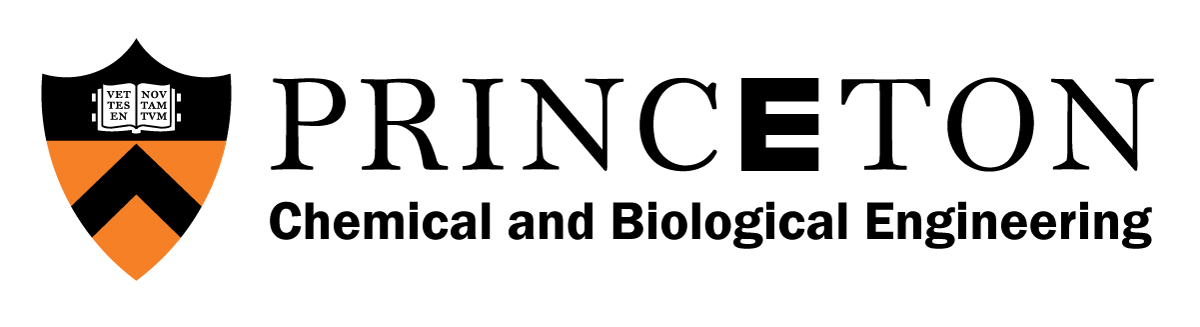 VET NOV
TES TAM
EN TVM
PRINCETON
Chemical and Biological Engineering